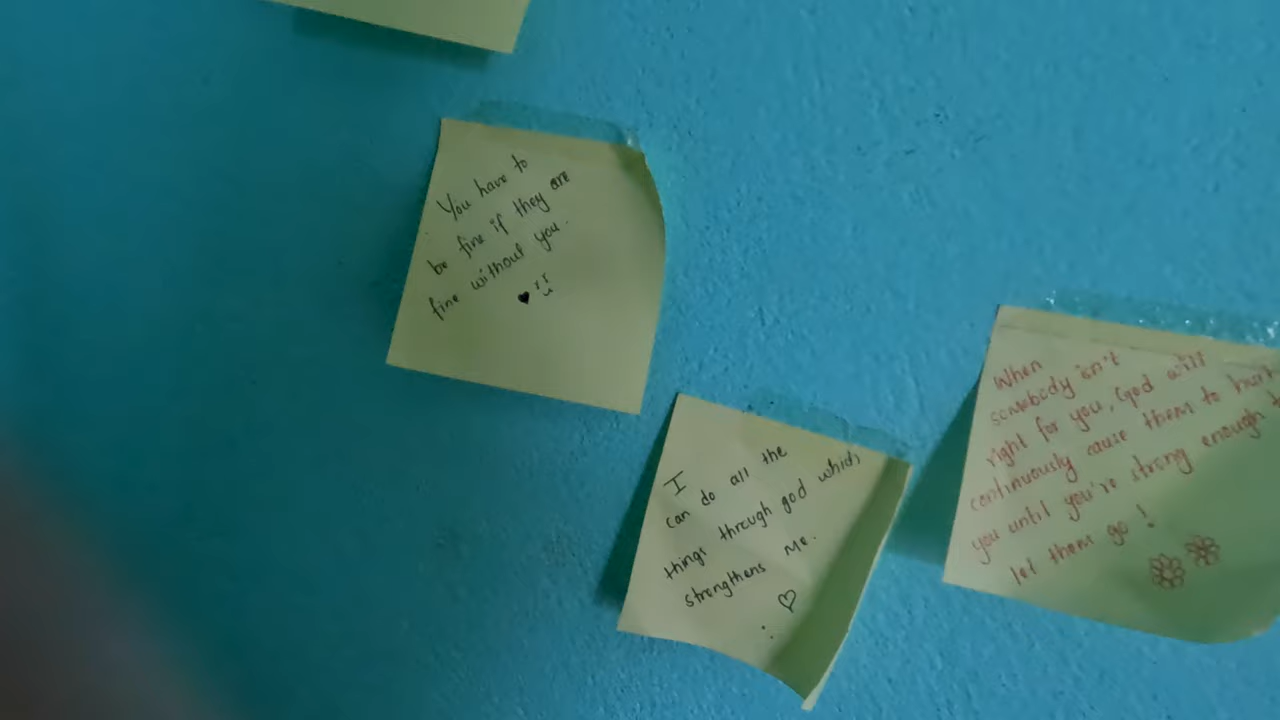 You have to
be fine if they are
fine without you.
I
can do all the
things through god which
strengthens me.
When
somebody isn't
right for you, God will
continuously cause them to hurt
you until you're strong enough
let them go!